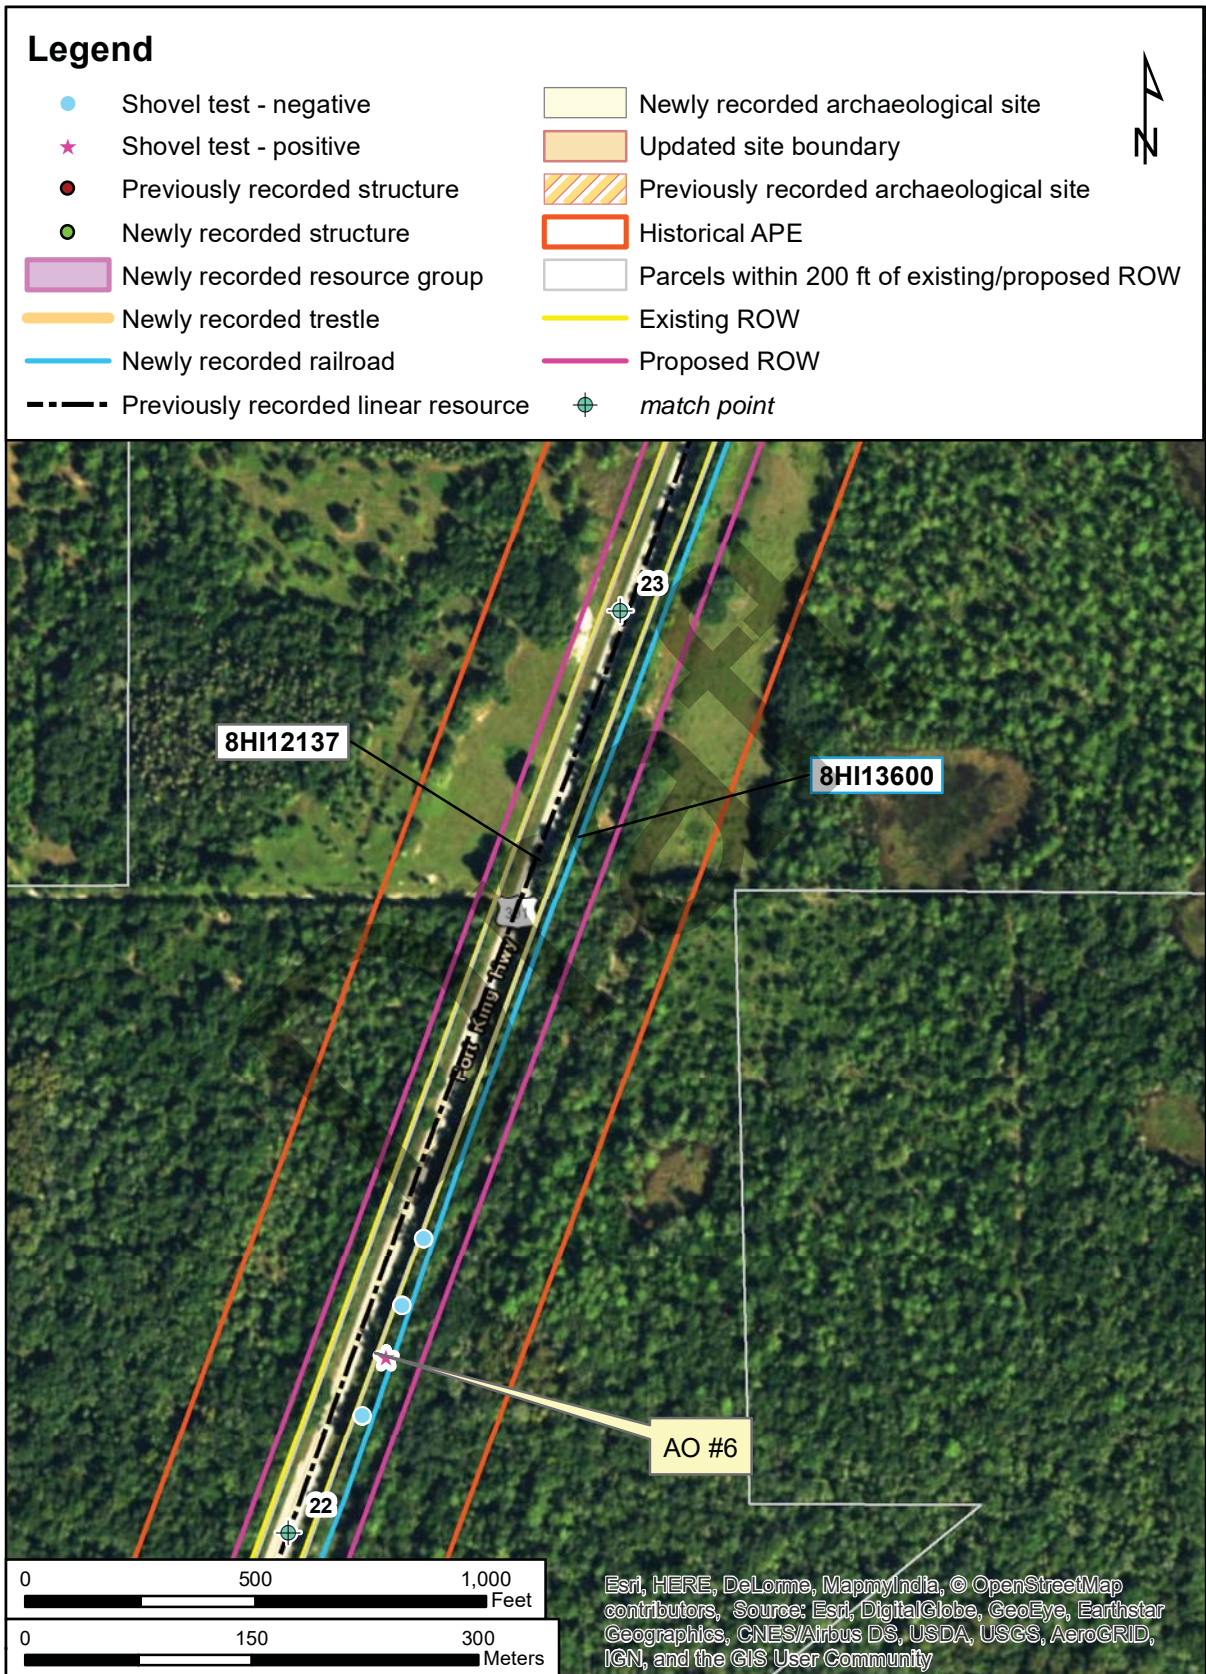 Legend
Shovel test - negative
Shovel test - positive
Previously recorded structure
Newly recorded structure
Newly recorded resource group
Newly recorded trestle
Newly recorded railroad
Previously recorded linear resource
Newly recorded archaeological site
Updated site boundary
Previously recorded archaeological site
Historical APE
Parcels within 200 ft of existing/proposed ROW
Existing ROW
Proposed ROW
match point
N
23
8HI12137
8HI13600
301
Fort King Hwy
AO #6
22
0 500 1,000
Feet
0 150 300
Meters
Esri, HERE, DeLorme, MapmyIndia, © OpenStreetMap
contributors, Source: Esri, DigitalGlobe, GeoEye, Earthstar
Geographics, CNES/Airbus DS, USDA, USGS, AeroGRID,
IGN, and the GIS User Community
Draft